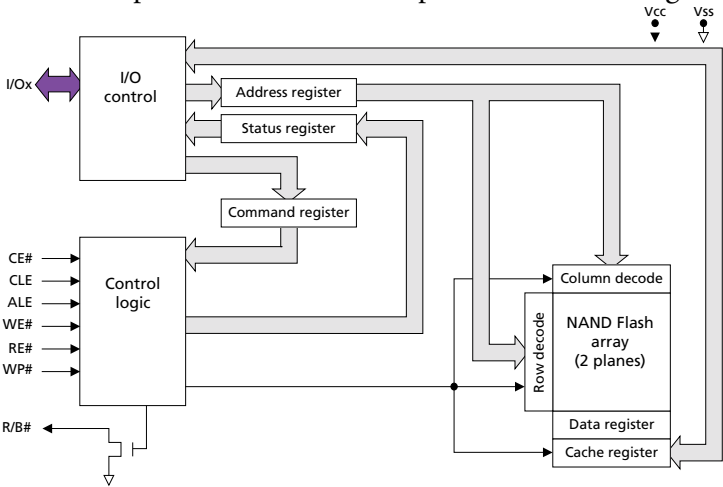 Vcc
Vss
I/Ox
I/O
control
Address register
Status register
Command register
CE#
CLE
ALE
WE#
RE#
WP#
R/B#
Control
logic
Column decode
Row decode
NAND Flash
array
(2 planes)
Data register
Cache register